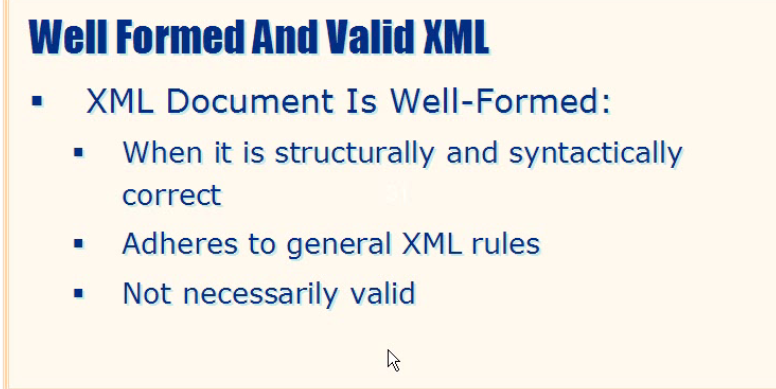 Well Formed And Valid XML
▪ XML Document Is Well-Formed:
▪ When it is structurally and syntactically
correct
▪ Adheres to general XML rules
▪ Not necessarily valid